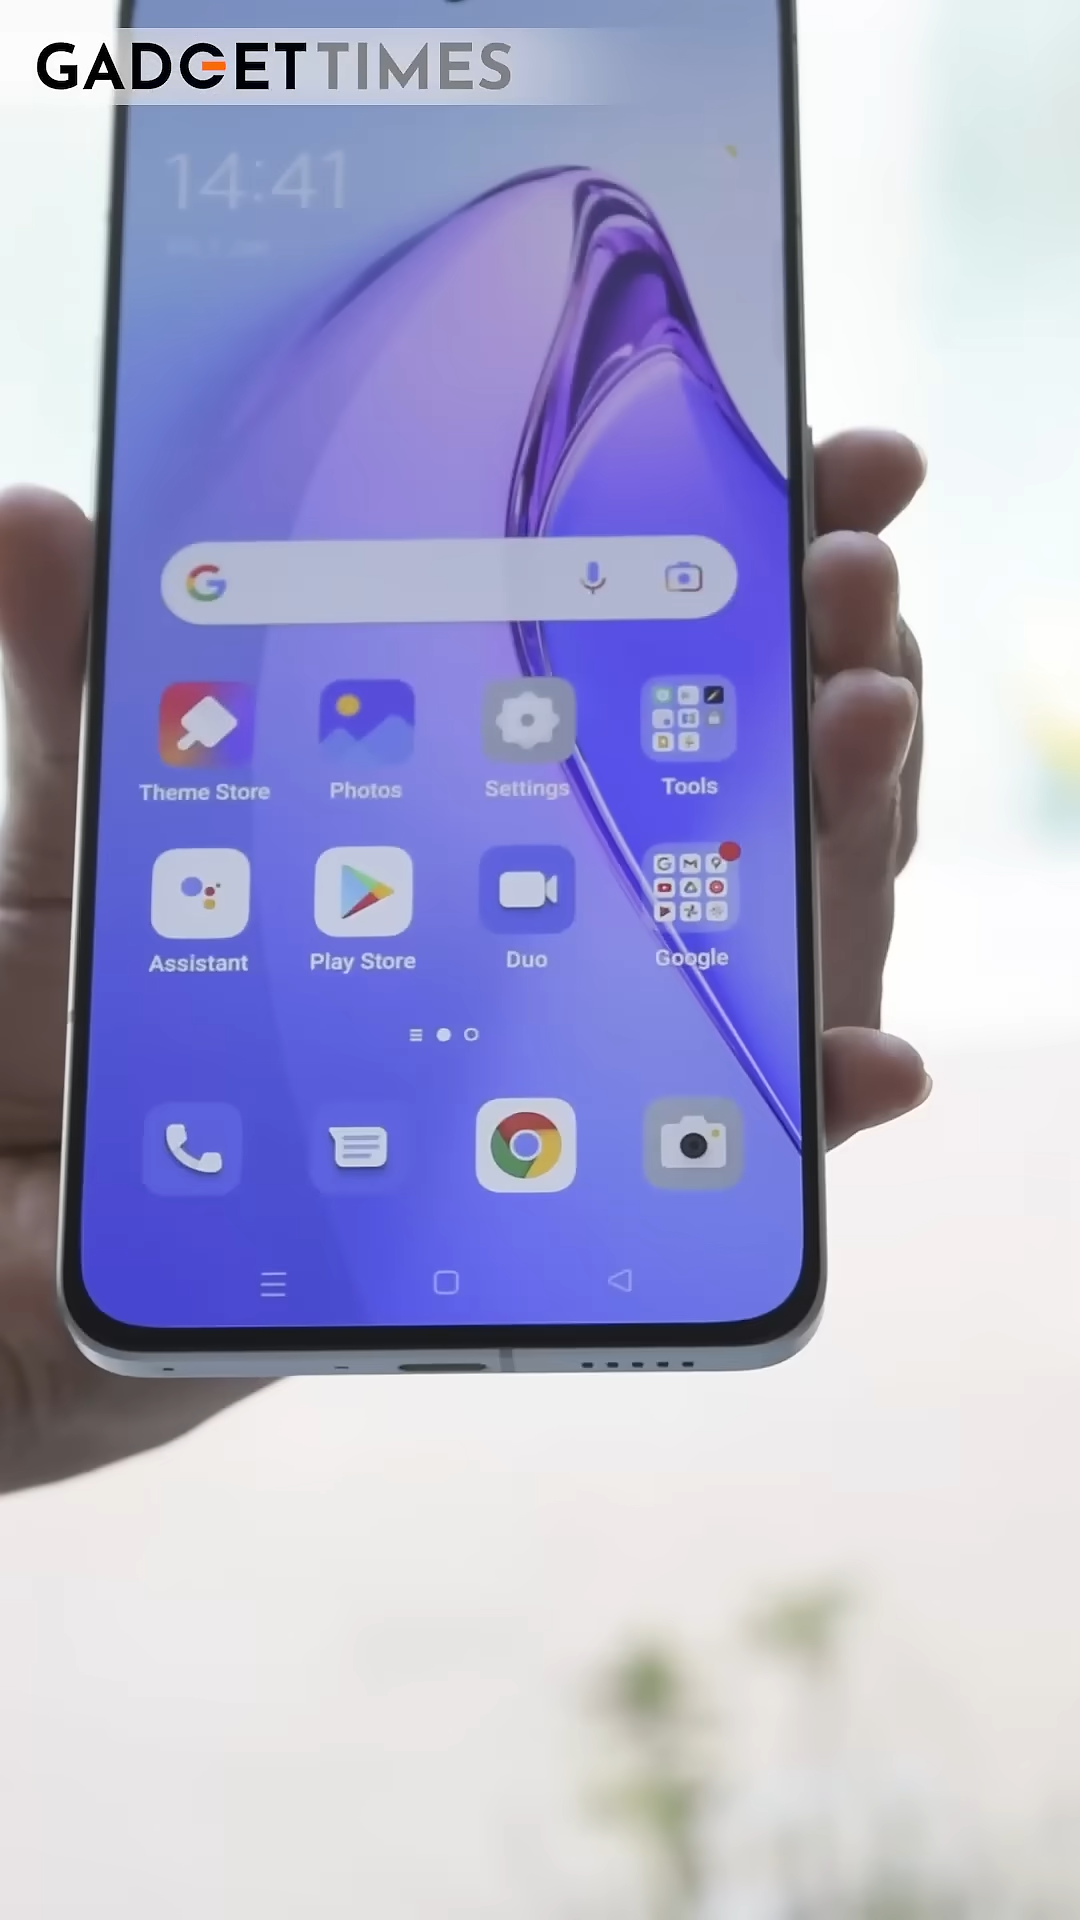 GADGETTIMES
14:41
Theme Store
Photos
Settings
Tools
Assistant
Play Store
Duo
Google